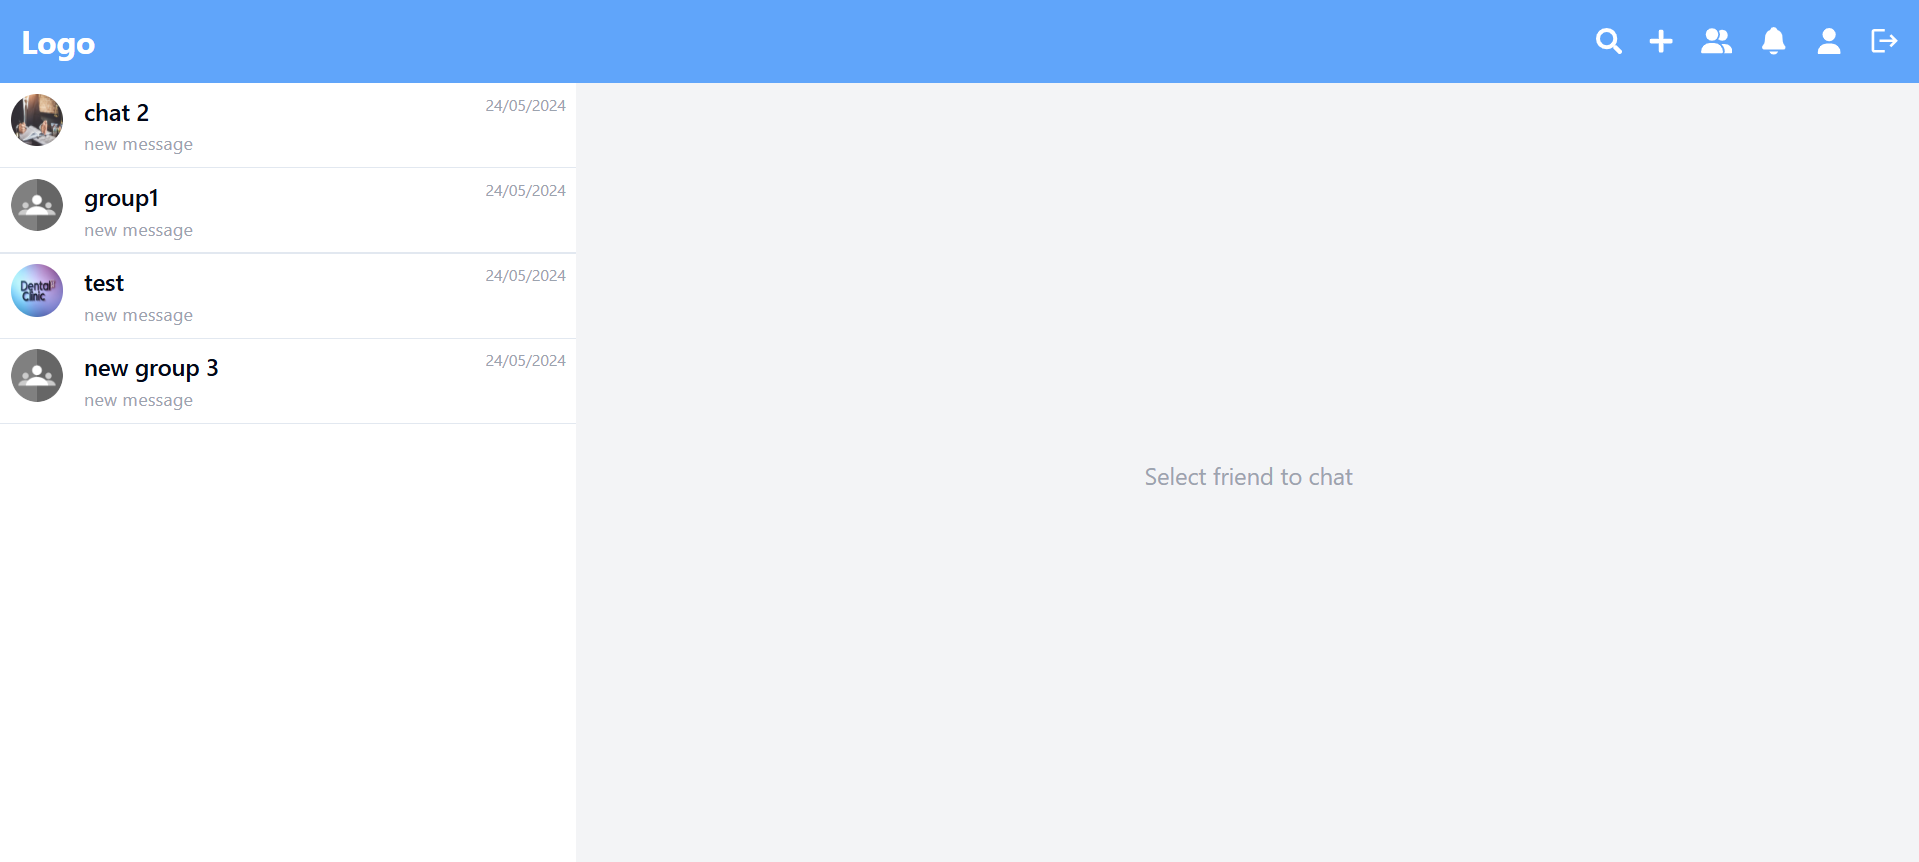 Logo
chat 2
24/05/2024
new message
group1
24/05/2024
new message
Dental
Clinic
test
24/05/2024
new message
new group 3
24/05/2024
new message
Select friend to chat